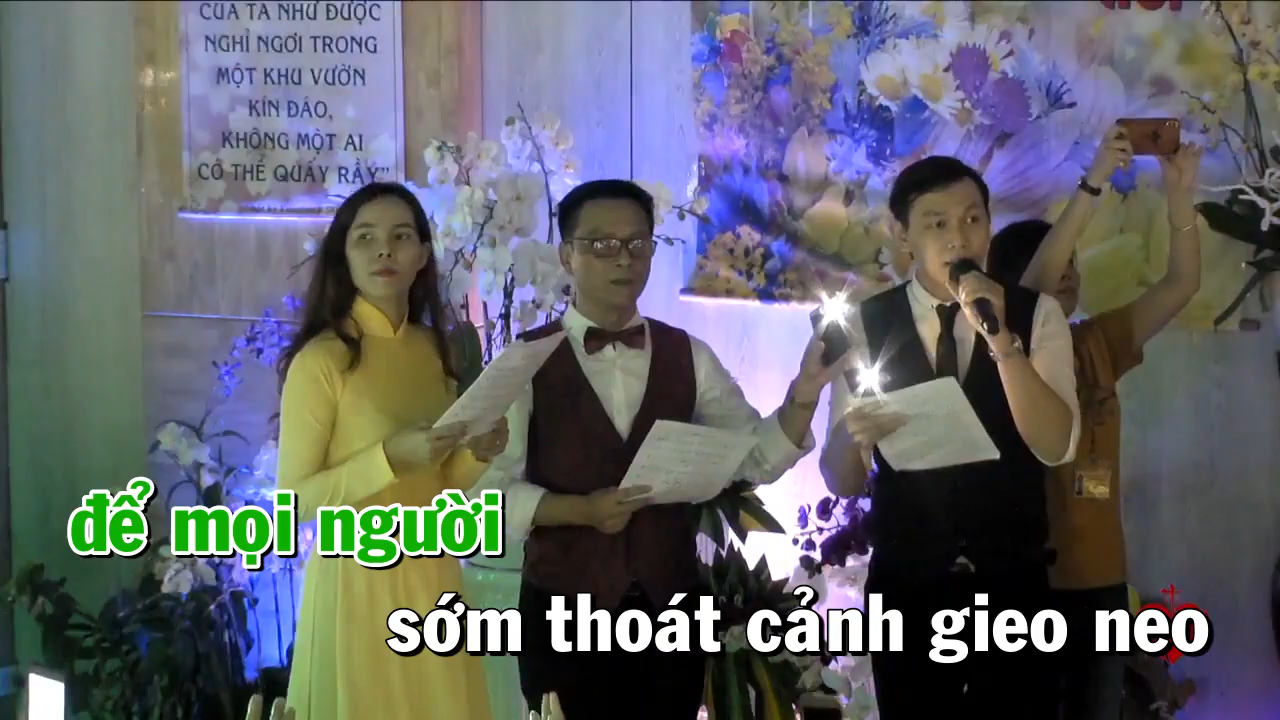 CỦA TA NHƯ ĐƯỢC
NGHỈ NGƠI TRONG
MỘT KHU VƯỜN
KÍN ĐÁO,
KHÔNG MỘT AI
CÓ THỂ QUẤY RẦY”
để mọi người
sớm thoát cảnh gieo neo